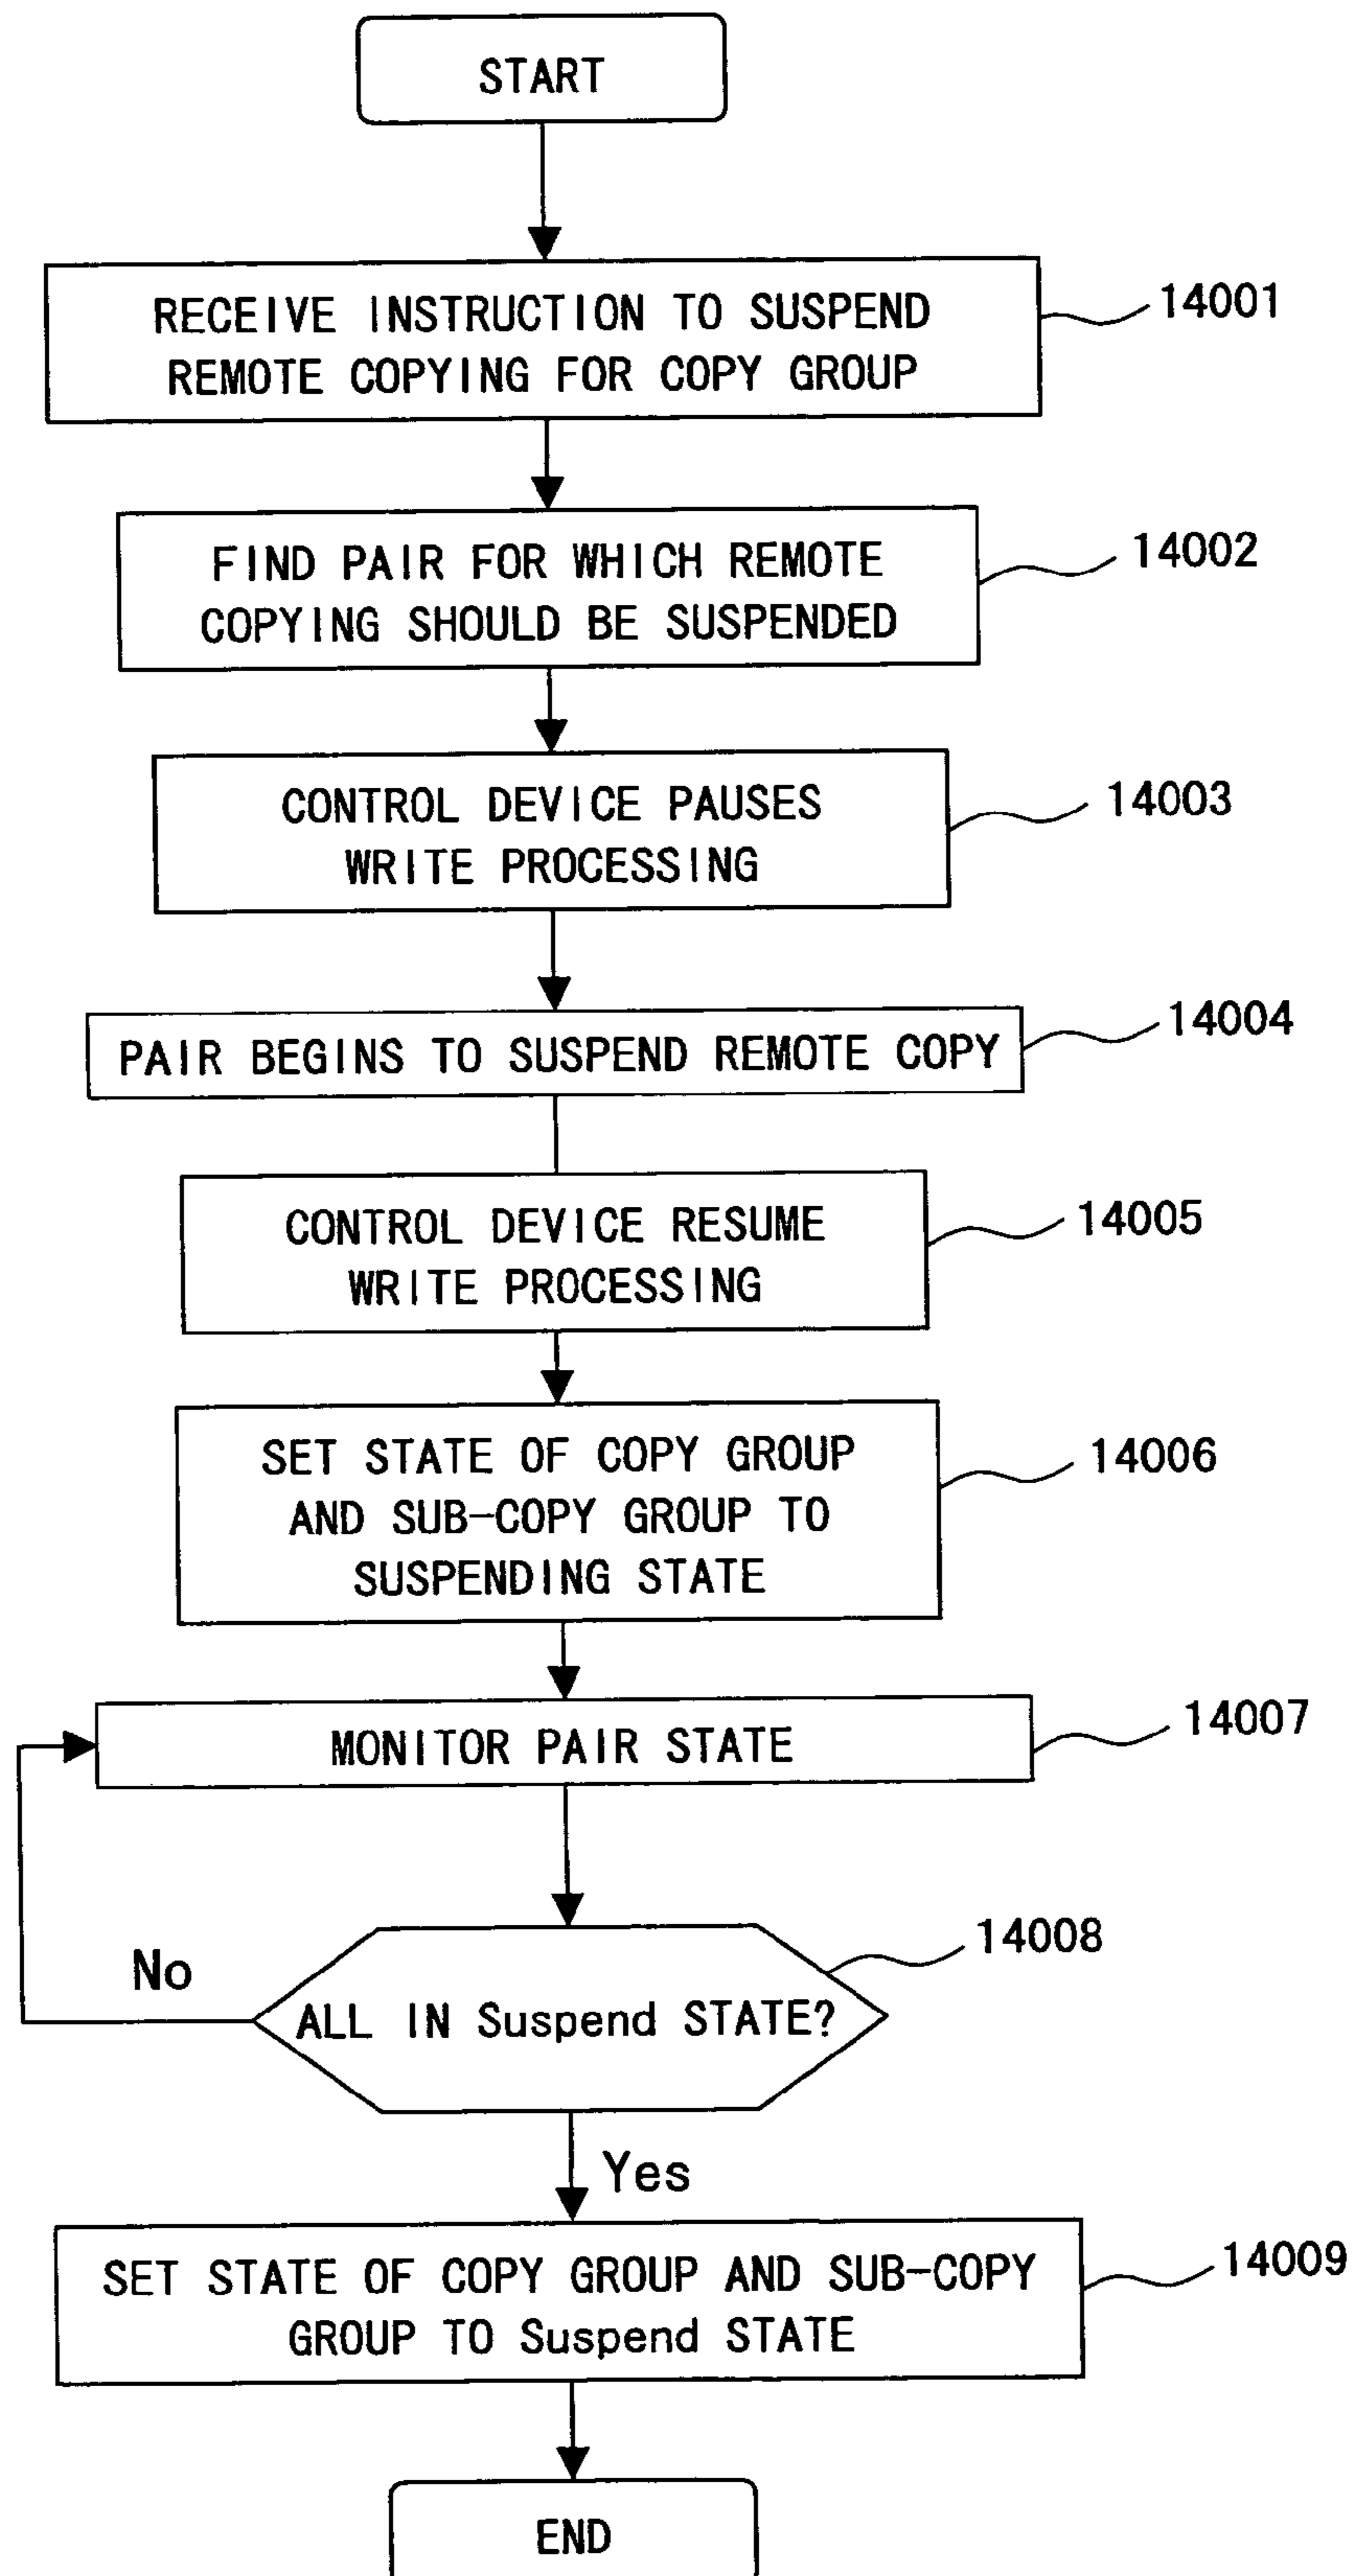 START
RECEIVE INSTRUCTION TO SUSPEND
REMOTE COPYING FOR COPY GROUP
14001
FIND PAIR FOR WHICH REMOTE
COPYING SHOULD BE SUSPENDED
14002
CONTROL DEVICE PAUSES
WRITE PROCESSING
14003
PAIR BEGINS TO SUSPEND REMOTE COPY
14004
CONTROL DEVICE RESUME
WRITE PROCESSING
14005
SET STATE OF COPY GROUP
AND SUB-COPY GROUP TO
SUSPENDING STATE
14006
MONITOR PAIR STATE
14007
ALL IN Suspend STATE?
14008
No
Yes
SET STATE OF COPY GROUP AND SUB-COPY
GROUP TO Suspend STATE
14009
END